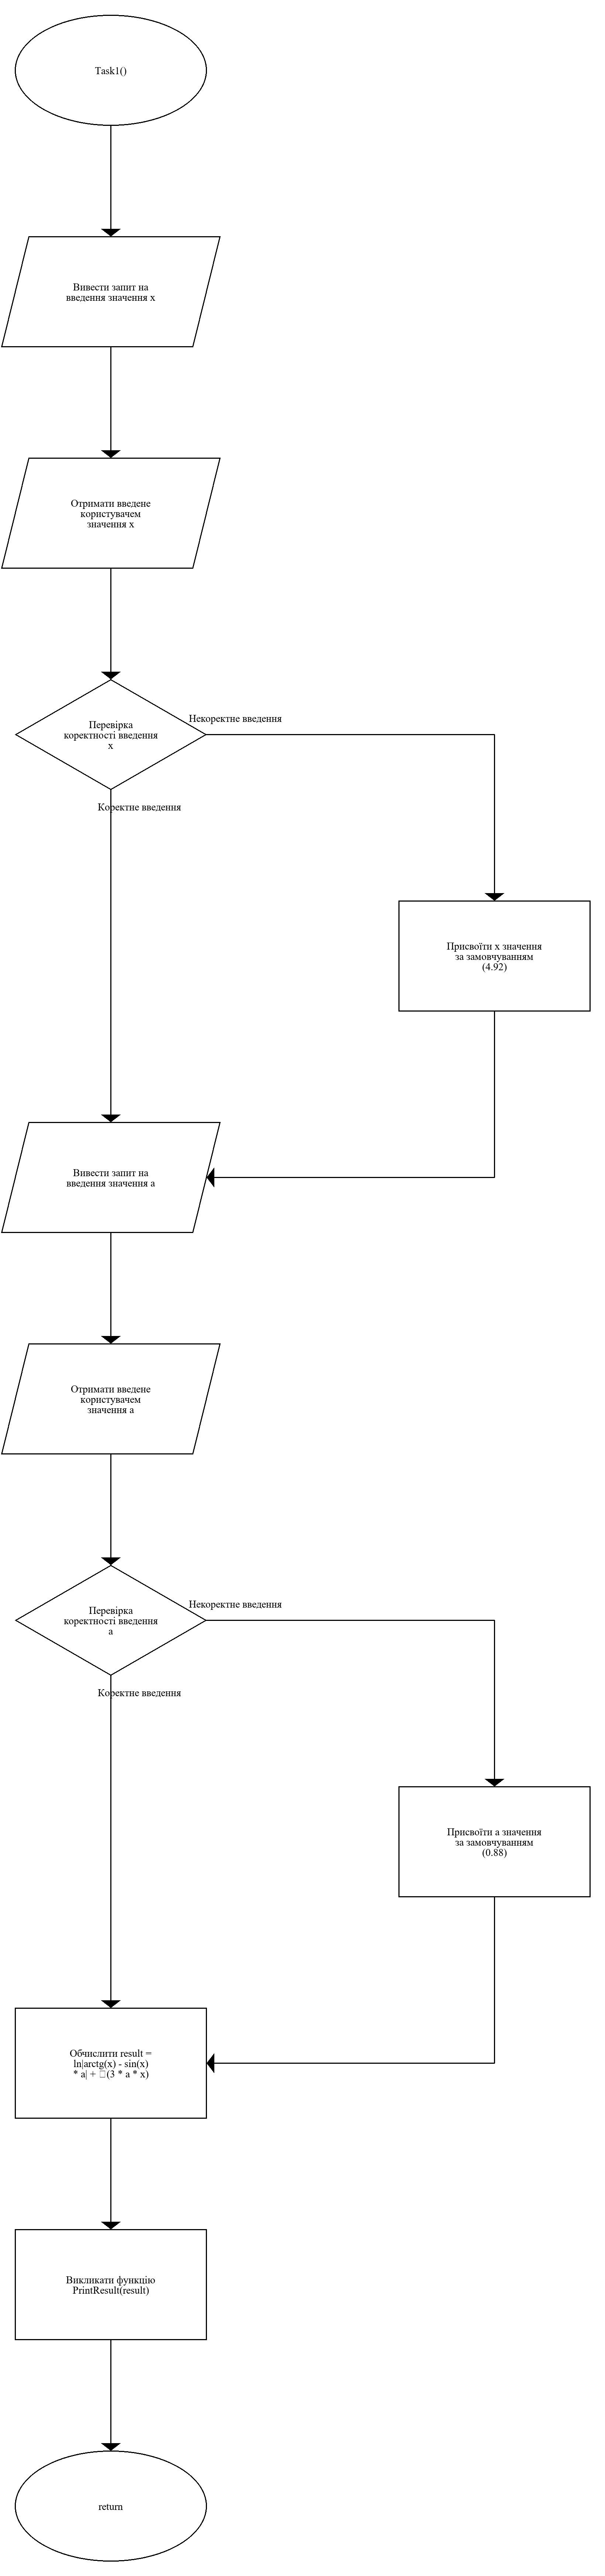 Task1()
Вивести запит на
введення значення x
Отримати введене
користувачем
значення x
Перевірка
коректності введення
x
Некоректне введення
Коректне введення
Присвоїти x значення
за замовчуванням
(4.92)
Вивести запит на
введення значення a
Отримати введене
користувачем
значення a
Перевірка
коректності введення
a
Некоректне введення
Коректне введення
Присвоїти a значення
за замовчуванням
(0.88)
Обчислити result =
ln|arctg(x) - sin(x)
* a| + □(3 * a * x)
Викликати функцію
PrintResult(result)
return